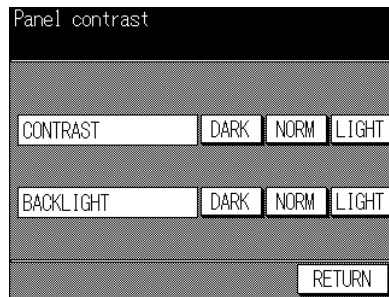 Panel contrast
CONTRAST DARK NORM LIGHT
BACKLIGHT DARK NORM LIGHT
RETURN